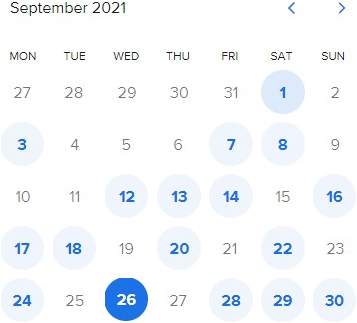 September 2021
MON TUE WED THU FRI SAT SUN
27 28 29 30 31 1 2
3 4 5 6 7 8 9
10 11 12 13 14 15 16
17 18 19 20 21 22 23
24 25 26 27 28 29 30